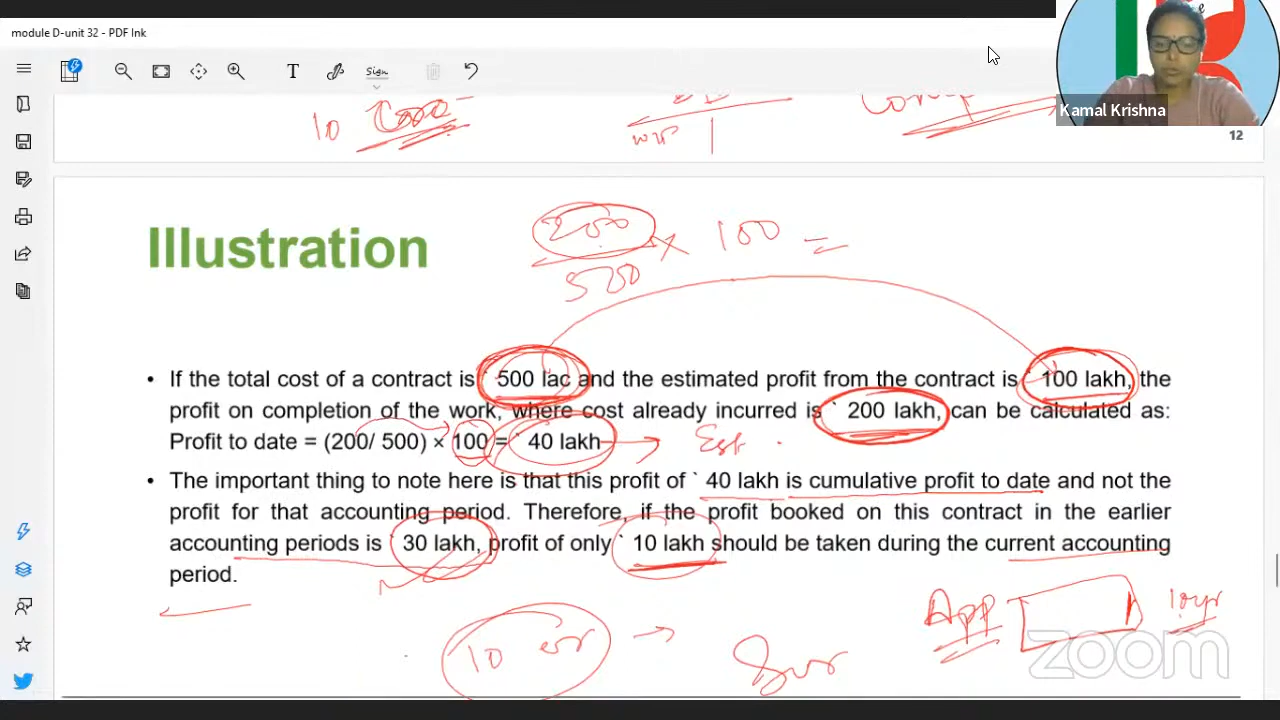 module D-unit 32 - PDF Ink
T
Sign
Kamal Krishna
10
12
Illustration
200
500 × 100 =
• If the total cost of a contract is ` 500 lac and the estimated profit from the contract is ` 100 lakh, the
profit on completion of the work, where cost already incurred is ` 200 lakh, can be calculated as:
Profit to date = (200/ 500) × 100 = ` 40 lakh
Est
• The important thing to note here is that this profit of ` 40 lakh is cumulative profit to date and not the
profit for that accounting period. Therefore, if the profit booked on this contract in the earlier
accounting periods is ` 30 lakh, profit of only ` 10 lakh should be taken during the current accounting
period.
App
10yr
10
zoom